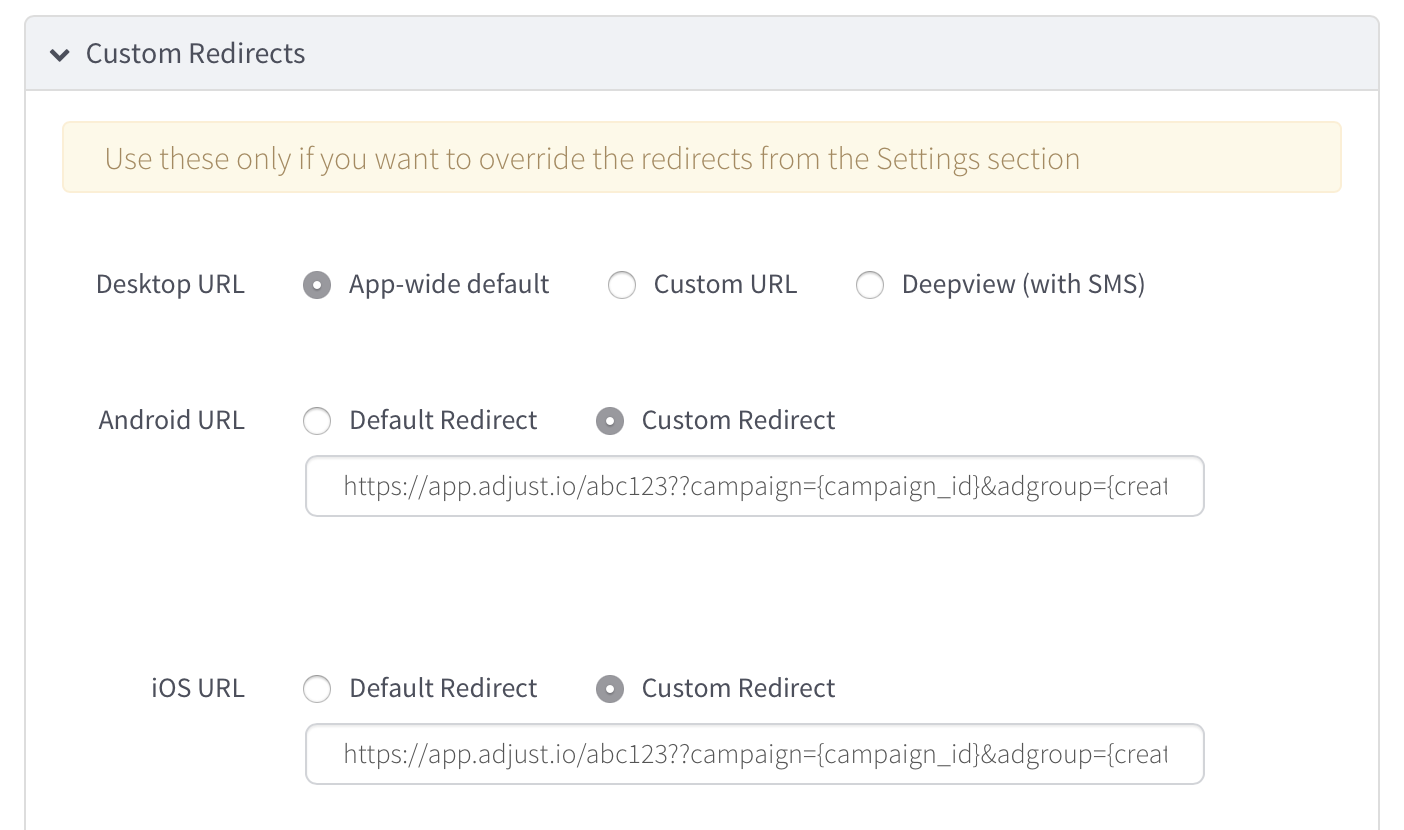 Custom Redirects
Use these only if you want to override the redirects from the Settings section
Desktop URL App-wide default Custom URL Deepview (with SMS)
Android URL Default Redirect Custom Redirect
https://app.adjust.io/abc123??campaign={campaign_id}&adgroup={creat
iOS URL Default Redirect Custom Redirect
https://app.adjust.io/abc123??campaign={campaign_id}&adgroup={creat